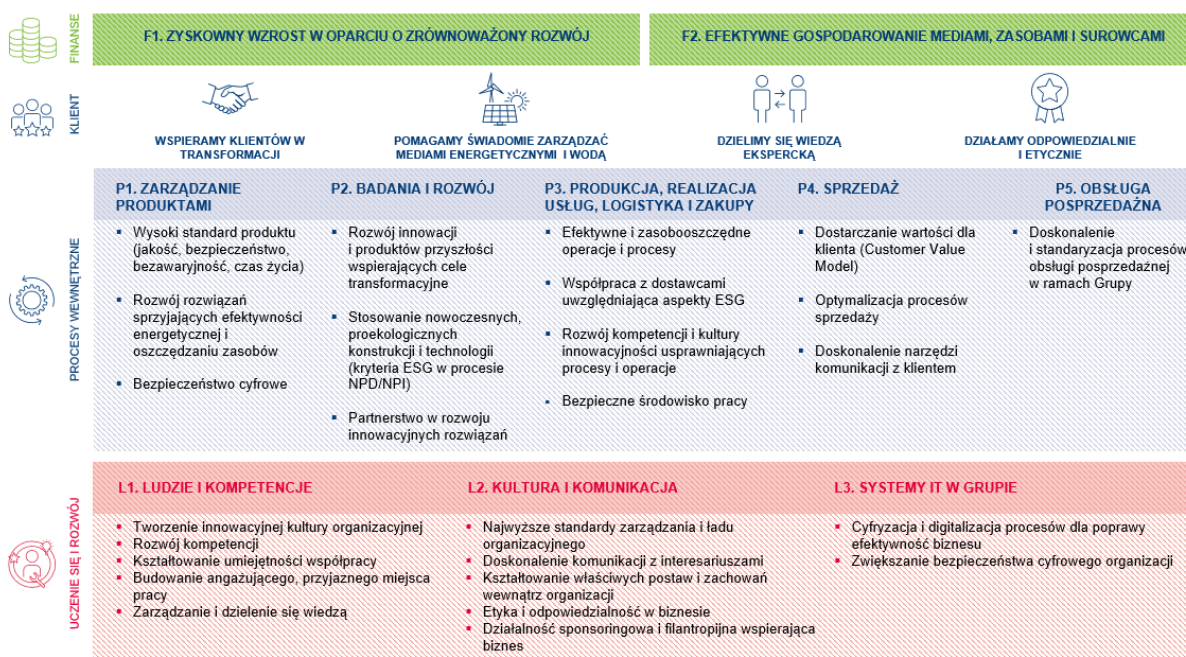 FINANSE
F1. ZYSKOWNY WZROST W OPARCIU O ZRÓWNOWAŻONY ROZWÓJ
F2. EFEKTYWNE GOSPODAROWANIE MEDIAMI, ZASOBAMI I SUROWCAMI
KLIENT
WSPIERAMY KLIENTÓW W
TRANSFORMACJI
POMAGAMY ŚWIADOMIE ZARZĄDZAĆ
MEDIAMI ENERGETYCZNYMI I WODĄ
DZIELIMY SIĘ WIEDZĄ
EKSPERCKĄ
DZIAŁAMY ODPOWIEDZIALNIE
I ETYCZNIE
PROCESY WEWNĘTRZNE
P1. ZARZĄDZANIE
PRODUKTAMI
▪ Wysoki standard produktu
(jakość, bezpieczeństwo,
bezawaryjność, czas życia)
▪ Rozwój rozwiązań
sprzyjających efektywności
energetycznej i
oszczędzaniu zasobów
▪ Bezpieczeństwo cyfrowe
P2. BADANIA I ROZWÓJ
▪ Rozwój innowacji
i produktów przyszłości
wspierających cele
transformacyjne
▪ Stosowanie nowoczesnych,
proekologicznych
konstrukcji i technologii
(kryteria ESG w procesie
NPD/NPI)
▪ Partnerstwo w rozwoju
innowacyjnych rozwiązań
P3. PRODUKCJA, REALIZACJA
USŁUG, LOGISTYKA I ZAKUPY
▪ Efektywne i zasobooszczędne
operacje i procesy
▪ Współpraca z dostawcami
uwzględniająca aspekty ESG
▪ Rozwój kompetencji i kultury
innowacyjności usprawniających
procesy i operacje
▪ Bezpieczne środowisko pracy
P4. SPRZEDAŻ
▪ Dostarczanie wartości dla
klienta (Customer Value
Model)
▪ Optymalizacja procesów
sprzedaży
▪ Doskonalenie narzędzi
komunikacji z klientem
P5. OBSŁUGA
POSPRZEDAŻNA
▪ Doskonalenie
i standaryzacja procesów
obsługi posprzedażnej
w ramach Grupy
UCZENIE SIĘ I ROZWÓJ
L1. LUDZIE I KOMPETENCJE
▪ Tworzenie innowacyjnej kultury organizacyjnej
▪ Rozwój kompetencji
▪ Kształtowanie umiejętności współpracy
▪ Budowanie angażującego, przyjaznego miejsca
pracy
▪ Zarządzanie i dzielenie się wiedzą
L2. KULTURA I KOMUNIKACJA
▪ Najwyższe standardy zarządzania i ładu
organizacyjnego
▪ Doskonalenie komunikacji z interesariuszami
▪ Kształtowanie właściwych postaw i zachowań
wewnątrz organizacji
▪ Etyka i odpowiedzialność w biznesie
▪ Działalność sponsoringowa i filantropijna wspierająca
biznes
L3. SYSTEMY IT W GRUPIE
▪ Cyfryzacja i digitalizacja procesów dla poprawy
efektywność biznesu
▪ Zwiększanie bezpieczeństwa cyfrowego organizacji